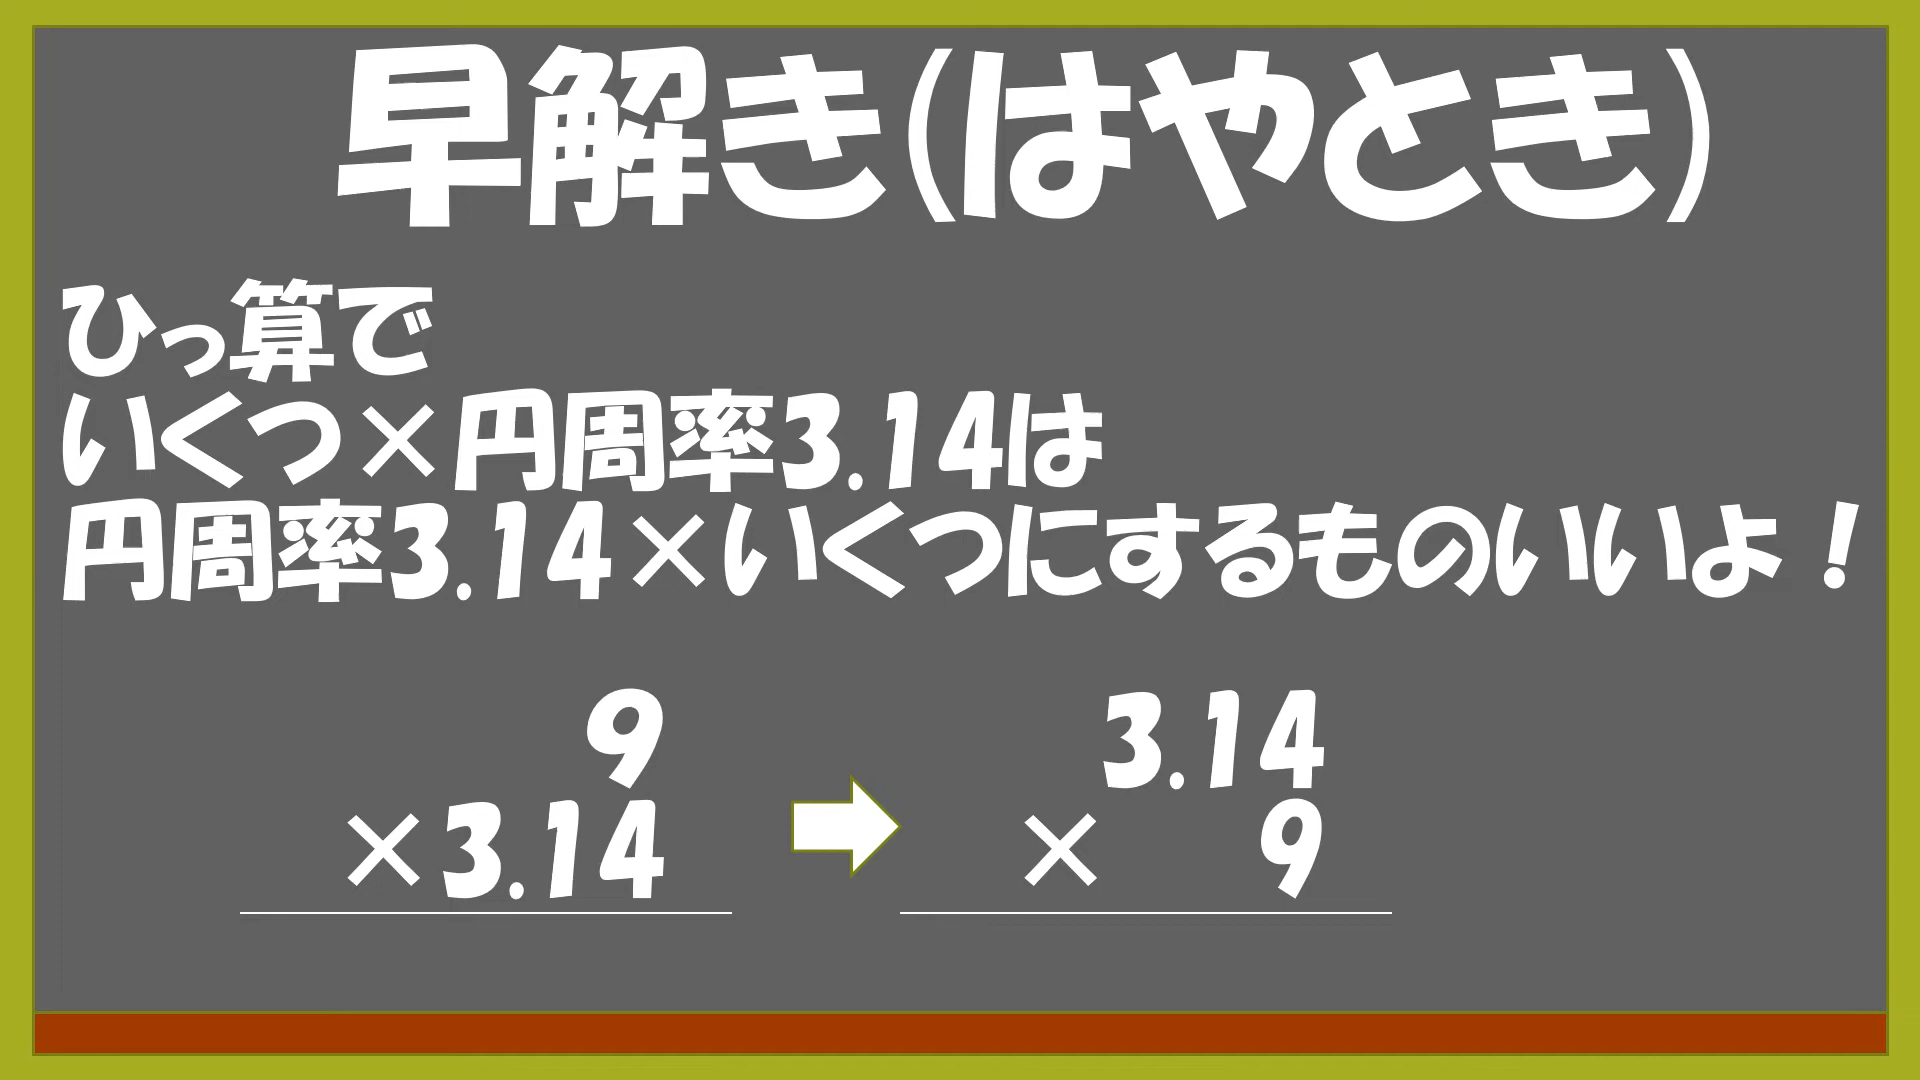 早解き(はやとき)
ひっ算で
いくつ×円周率3.14は
円周率3.14×いくつにするものいいよ！
9
×3.14
3.14
× 9